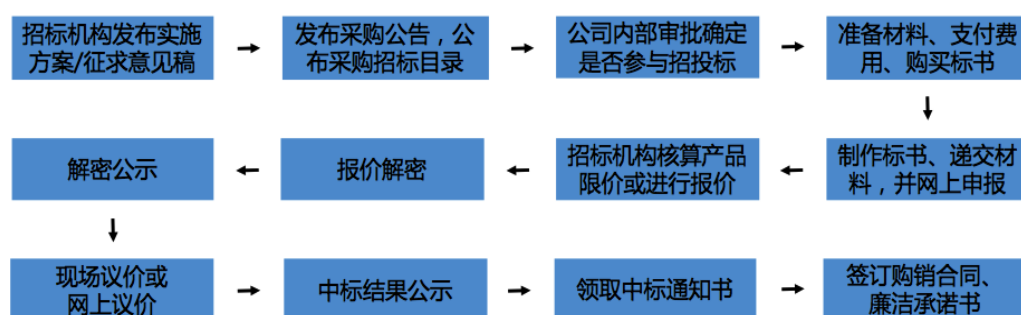 招标机构发布实施
方案/征求意见稿
发布采购公告，公
布采购招标目录
公司内部审批确定
是否参与招投标
准备材料、支付费
用、购买标书
制作标书、递交材
料，并网上申报
招标机构核算产品
限价或进行报价
报价解密
解密公示
现场议价或
网上议价
中标结果公示
领取中标通知书
签订购销合同、
廉洁承诺书